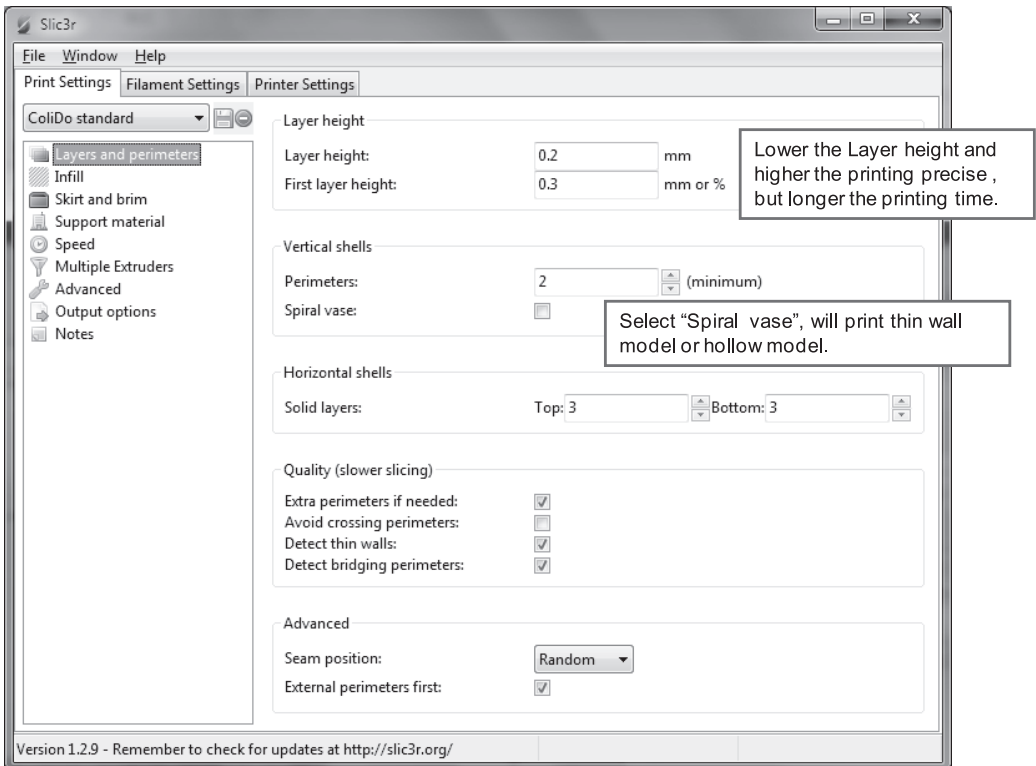 Slic3r
File Window Help
Print Settings Filament Settings Printer Settings
ColiDo standard
Layers and perimeters
Infill
Skirt and brim
Support material
Speed
Multiple Extruders
Advanced
Output options
Notes
Layer height
Layer height: 0.2 mm
First layer height: 0.3 mm or %
Lower the Layer height and
higher the printing precise ,
but longer the printing time.
Vertical shells
Perimeters: 2 (minimum)
Spiral vase:
Select “Spiral vase”, will print thin wall
model or hollow model.
Horizontal shells
Solid layers: Top: 3 Bottom: 3
Quality (slower slicing)
Extra perimeters if needed:
Avoid crossing perimeters:
Detect thin walls:
Detect bridging perimeters:
Advanced
Seam position: Random
External perimeters first:
Version 1.2.9 - Remember to check for updates at http://slic3r.org/